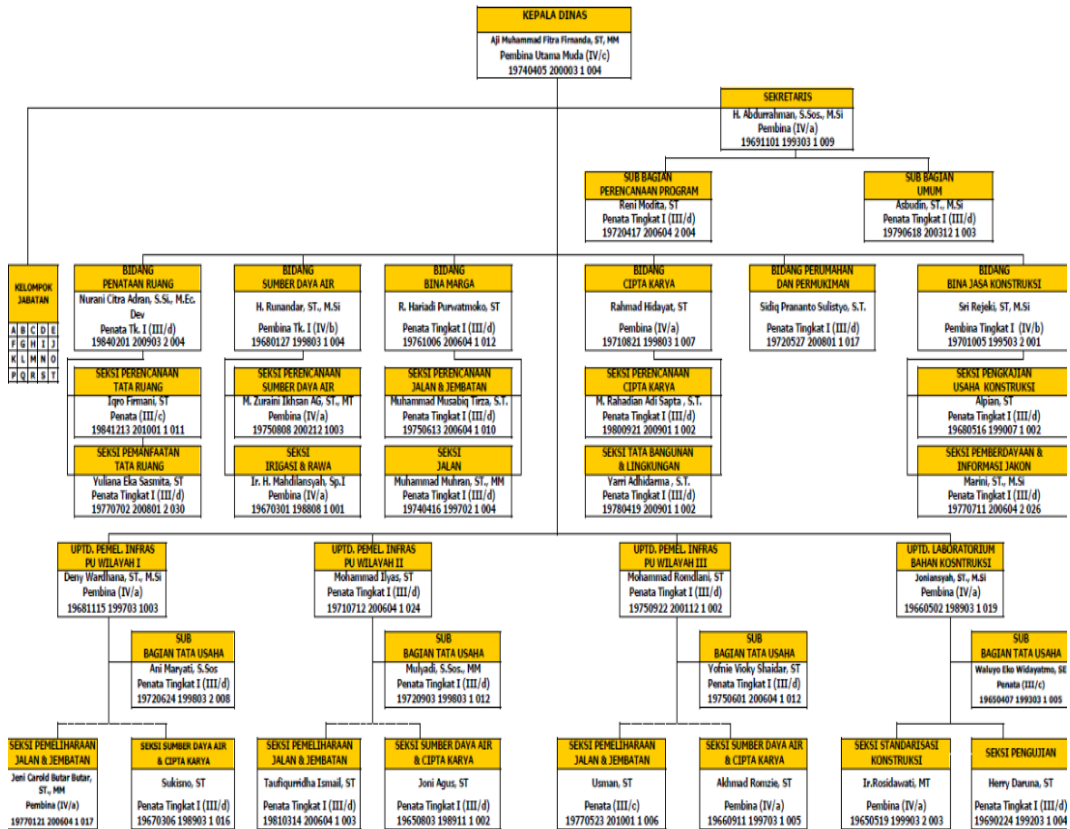 KEPALA DINAS
Aji Muhammad Fitra Firnanda, ST, MM
Pembina Utama Muda (IV/c)
19740405 200003 1 004
SEKRETARIS
H. Abdurrahman, S.Sos., M.Si
Pembina (IV/a)
19691101 199303 1 009
SUB BAGIAN
PERENCANAAN PROGRAM
Reni Modita, ST
Penata Tingkat I (III/d)
19720417 200604 2 004
SUB BAGIAN
UMUM
Asbudin, ST., M.Si
Penata Tingkat I (III/d)
19790618 200312 1 003
KELOMPOK
JABATAN
A B C D E
F G H I J
K L M N O
P Q R S T
BIDANG
PENATAAN RUANG
Nurani Citra Adran, S.Si, M.Ec.
Dev
Penata Tk. I (III/d)
19840201 200903 2 004
BIDANG
SUMBER DAYA AIR
H. Runandar, ST., M.Si
Pembina Tk. I (IV/b)
19680127 199803 1 004
BIDANG
BINA MARGA
R. Hariadi Purwatmoko, ST
Penata Tingkat I (III/d)
19761006 200604 1 012
BIDANG
CIPTA KARYA
Rahmad Hidayat, ST
Pembina (IV/a)
19710821 199803 1 007
BIDANG PERUMAHAN
DAN PERMUKIMAN
Sidiq Prananto Sulistyo, S.T.
Penata Tingkat I (III/d)
19720527 200801 1 017
BIDANG
BINA JASA KONSTRUKSI
Sri Rejeki, ST, M.Si
Pembina Tingkat I (IV/b)
19701005 199503 2 001
SEKSI PERENCANAAN
TATA RUANG
Iqro Firmani, ST
Penata (III/c)
19841213 201001 1 011
SEKSI PERENCANAAN
SUMBER DAYA AIR
M. Zuraini Ikhsan AG, ST., MT
Pembina (IV/a)
19750808 200212 1003
SEKSI PERENCANAAN
JALAN & JEMBATAN
Muhammad Musabiq Tirza, S.T.
Penata Tingkat I (III/d)
19750613 200604 1 010
SEKSI PERENCANAAN
CIPTA KARYA
M. Rahadian Adi Sapta , S.T.
Penata Tingkat I (III/d)
19800921 200901 1 002
SEKSI PENGKAJIAN
USAHA KONSTRUKSI
Alpian, ST
Penata Tingkat I (III/d)
19680516 199007 1 002
SEKSI PEMANFAATAN
TATA RUANG
Yuliana Eka Sasmita, ST
Penata Tingkat I (III/d)
19770702 200801 2 030
SEKSI
IRIGASI & RAWA
Ir. H. Mahdilansyah, Sp.I
Pembina (IV/a)
19670301 198808 1 001
SEKSI
JALAN
Muhammad Muhran, ST., MM
Penata Tingkat I (III/d)
19740416 199702 1 004
SEKSI TATA BANGUNAN
& LINGKUNGAN
Yarri Adhidarma , S.T.
Penata Tingkat I (III/d)
19780419 200901 1 002
SEKSI PEMBERDAYAAN &
INFORMASI JAKON
Marini, ST., M.Si
Penata Tingkat I (III/d)
19770711 200604 2 026
UPTD. PEMEL. INFRAS
PU WILAYAH I
Deny Wardhana, ST., M.Si
Pembina (IV/a)
19681115 199703 1003
UPTD. PEMEL. INFRAS
PU WILAYAH II
Mohammad Ilyas, ST
Penata Tingkat I (III/d)
19710712 200604 1 024
UPTD. PEMEL. INFRAS
PU WILAYAH III
Mohammad Romdlani, ST
Penata Tingkat I (III/d)
19750922 200112 1 002
UPTD. LABORATORIUM
BAHAN KOSNTRUKSI
Joniansyah, ST., M.Si
Pembina (IV/a)
19660502 198903 1 019
SUB
BAGIAN TATA USAHA
Ani Maryati, S.Sos
Penata Tingkat I (III/d)
19720624 199803 2 008
SUB
BAGIAN TATA USAHA
Mulyadi, S.Sos., MM
Penata Tingkat I (III/d)
19720903 199803 1 012
SUB
BAGIAN TATA USAHA
Yofnie Vioky Shaidar, ST
Penata Tingkat I (III/d)
19750601 200604 1 012
SUB
BAGIAN TATA USAHA
Waluyo Eko Widayatmo, SE
Penata (III/c)
19650407 199303 1 005
SEKSI PEMELIHARAAN
JALAN & JEMBATAN
Jeni Carold Butar Butar,
ST., MM
Pembina (IV/a)
19770121 200604 1 017
SEKSI SUMBER DAYA AIR
& CIPTA KARYA
Sukisno, ST
Penata Tingkat I (III/d)
19670306 198903 1 016
SEKSI PEMELIHARAAN
JALAN & JEMBATAN
Taufiqurridha Ismail, ST
Penata Tingkat I (III/d)
19810314 200604 1 003
SEKSI SUMBER DAYA AIR
& CIPTA KARYA
Joni Agus, ST
Penata Tingkat I (III/d)
19650803 198911 1 002
SEKSI PEMELIHARAAN
JALAN & JEMBATAN
Usman, ST
Penata (III/c)
19770523 201001 1 006
SEKSI SUMBER DAYA AIR
& CIPTA KARYA
Akhmad Romzie, ST
Pembina (IV/a)
19660911 199703 1 005
SEKSI STANDARISASI
KONSTRUKSI
Ir.Rosidawati, MT
Pembina (IV/a)
19650519 199203 2 003
SEKSI PENGUJIAN
Herry Daruna, ST
Penata Tingkat I (III/d)
19690224 199203 1 004